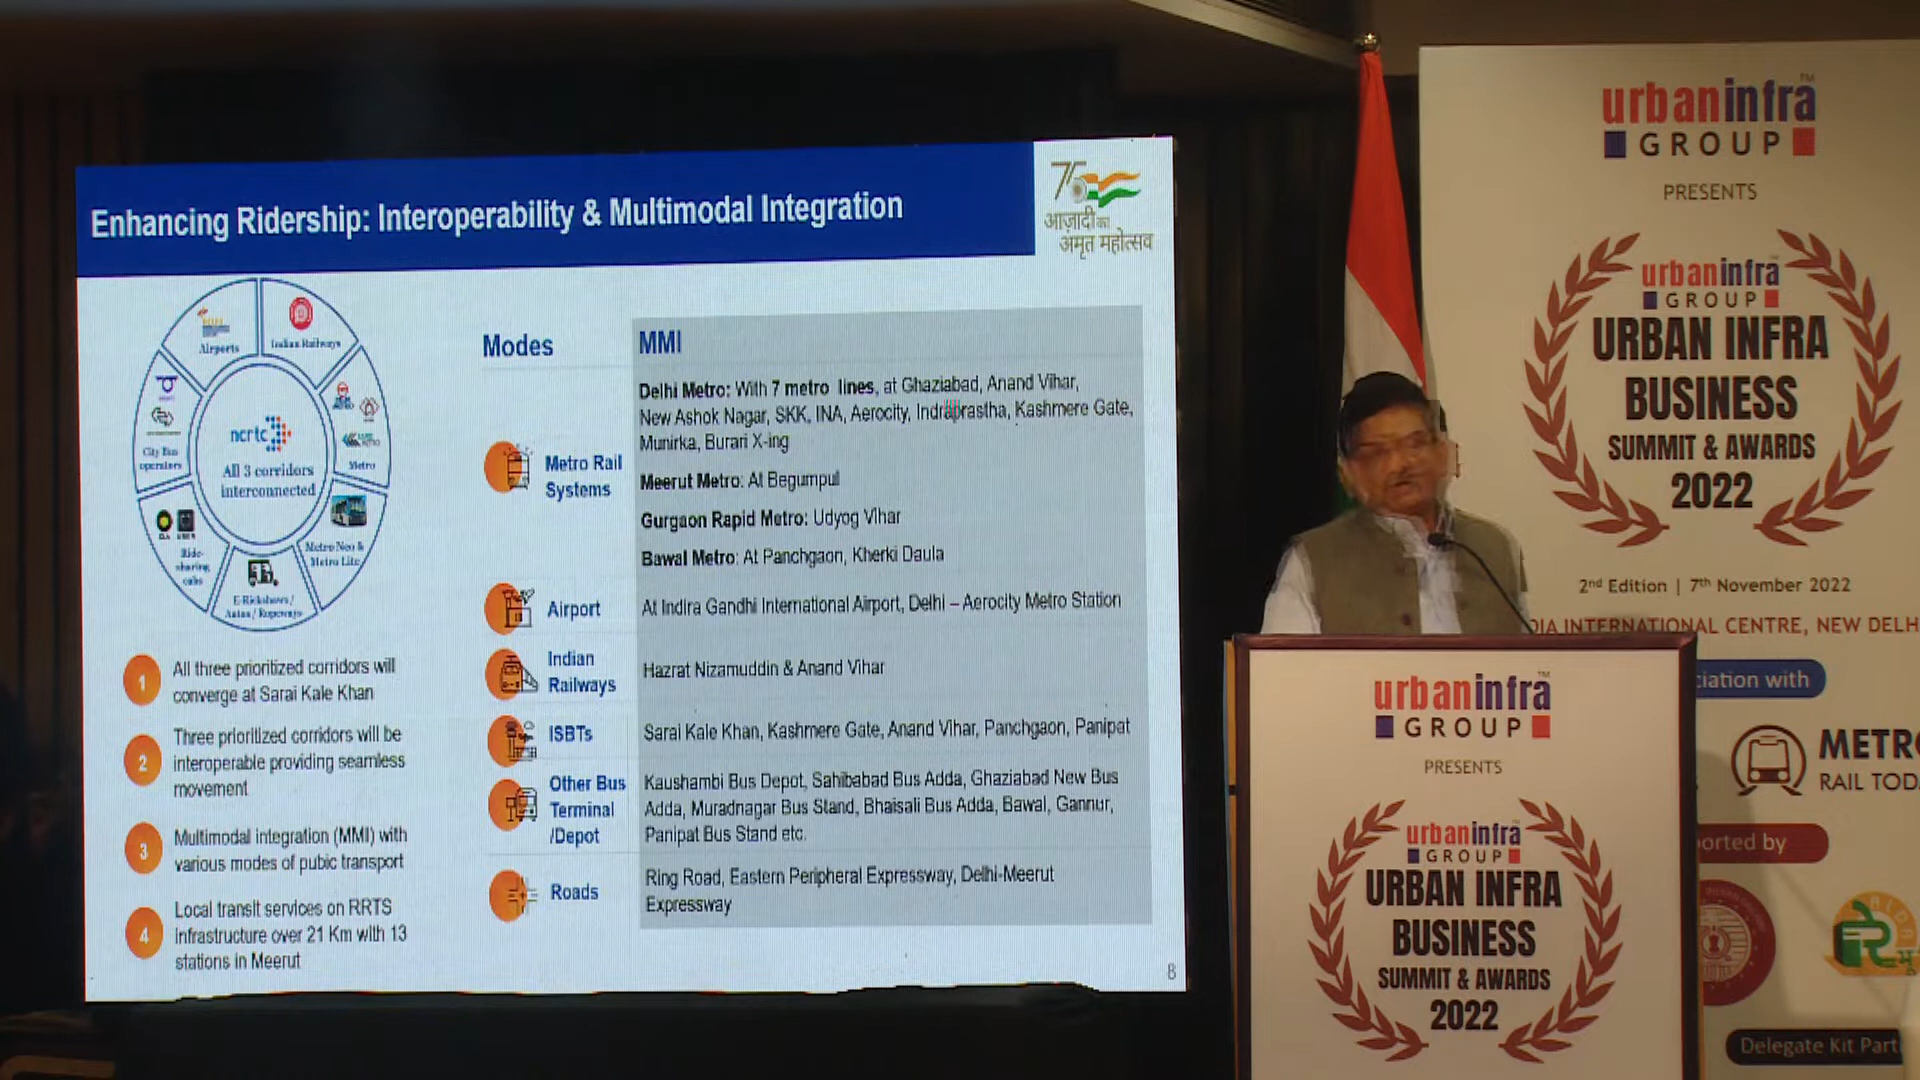 Enhancing Ridership: Interoperability & Multimodal Integration
75
आज़ादी का
अमृत महोत्सव
Airports
Indian Railways
City Bus
operators
Metro
ncrtc
All 3 corridors
interconnected
Ride-
sharing
cabs
Metro Neo &
Metro Lite
E-Rickshaws /
Autos / Ropeways
1
All three prioritized corridors will
converge at Sarai Kale Khan
2
Three prioritized corridors will be
interoperable providing seamless
movement
3
Multimodal integration (MMI) with
various modes of pubic transport
4
Local transit services on RRTS
infrastructure over 21 Km with 13
stations in Meerut
Modes
MMI
Metro Rail
Systems
Delhi Metro: With 7 metro lines, at Ghaziabad, Anand Vihar,
New Ashok Nagar, SKK, INA, Aerocity, Indraprastha, Kashmere Gate,
Munirka, Burari X-ing
Meerut Metro: At Begumpul
Gurgaon Rapid Metro: Udyog Vihar
Bawal Metro: At Panchgaon, Kherki Daula
Airport
At Indira Gandhi International Airport, Delhi – Aerocity Metro Station
Indian
Railways
Hazrat Nizamuddin & Anand Vihar
ISBTs
Sarai Kale Khan, Kashmere Gate, Anand Vihar, Panchgaon, Panipat
Other Bus
Terminal
/Depot
Kaushambi Bus Depot, Sahibabad Bus Adda, Ghaziabad New Bus
Adda, Muradnagar Bus Stand, Bhaisali Bus Adda, Bawal, Gannur,
Panipat Bus Stand etc.
Roads
Ring Road, Eastern Peripheral Expressway, Delhi-Meerut
Expressway
8
urbaninfra™
GROUP
PRESENTS
urbaninfra
GROUP
URBAN INFRA
BUSINESS
SUMMIT & AWARDS
2022
2nd Edition | 7th November 2022
DIA INTERNATIONAL CENTRE, NEW DELH
iation with
METR
RAIL TOD
orted by
Delegate Kit Part
urbaninfra™
GROUP
PRESENTS
urbaninfra
GROUP
URBAN INFRA
BUSINESS
SUMMIT & AWARDS
2022